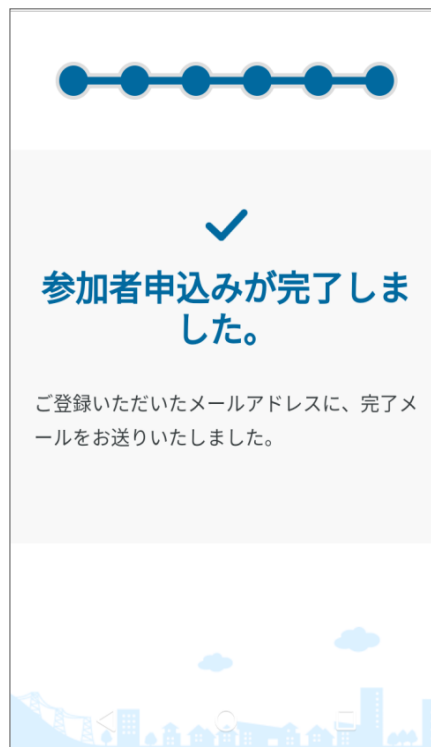 参加者申込みが完了しま
した。
ご登録いただいたメールアドレスに、完了メ
ールをお送りいたしました。